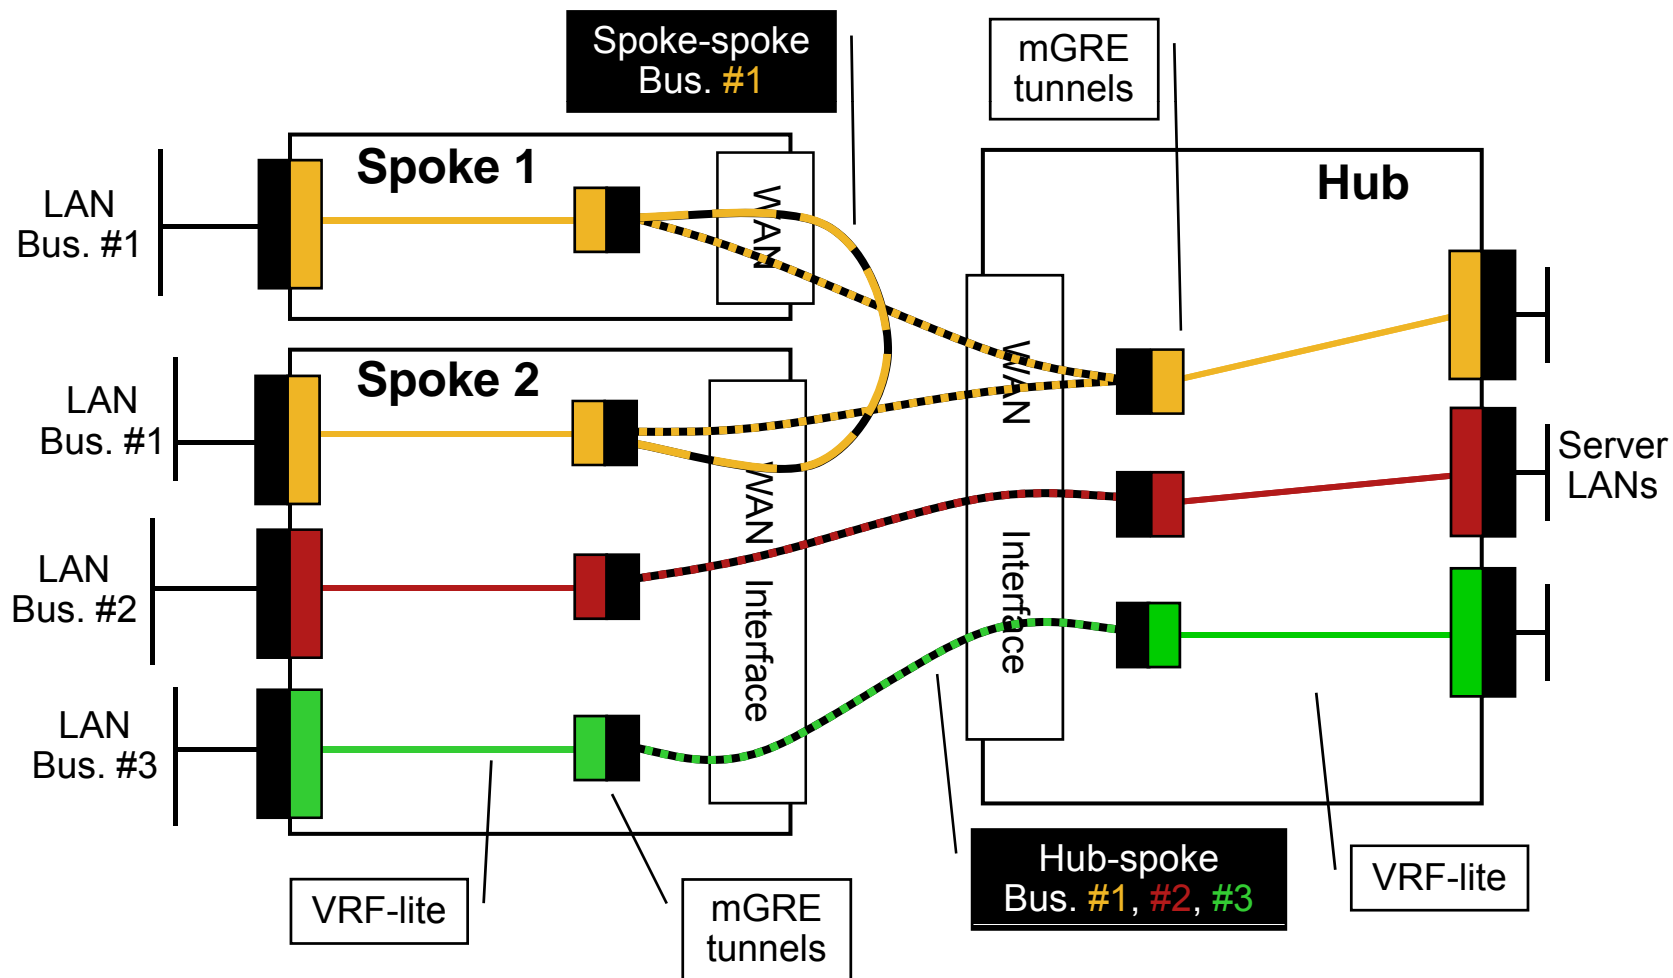 Spoke-spoke
Bus. #1
mGRE
tunnels
Spoke 1
WAN
Hub
LAN
Bus. #1
Spoke 2
LAN
Bus. #1
WAN Interface
WAN Interface
Server
LANs
LAN
Bus. #2
LAN
Bus. #3
VRF-lite
mGRE
tunnels
Hub-spoke
Bus. #1, #2, #3
VRF-lite